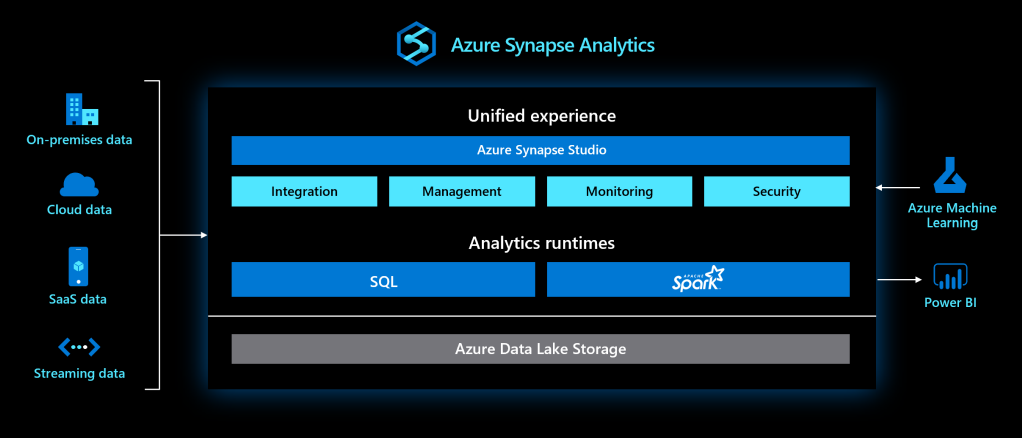 Azure Synapse Analytics
On-premises data
Cloud data
SaaS data
Streaming data
Unified experience
Azure Synapse Studio
Integration
Management
Monitoring
Security
Analytics runtimes
SQL
APACHE
Spark
Azure Data Lake Storage
Azure Machine
Learning
Power BI